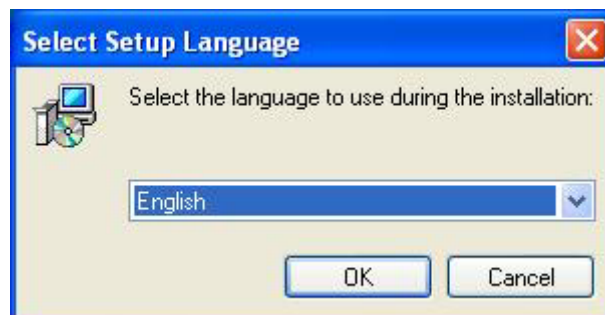 Select Setup Language
Select the language to use during the installation:
English
OK
Cancel